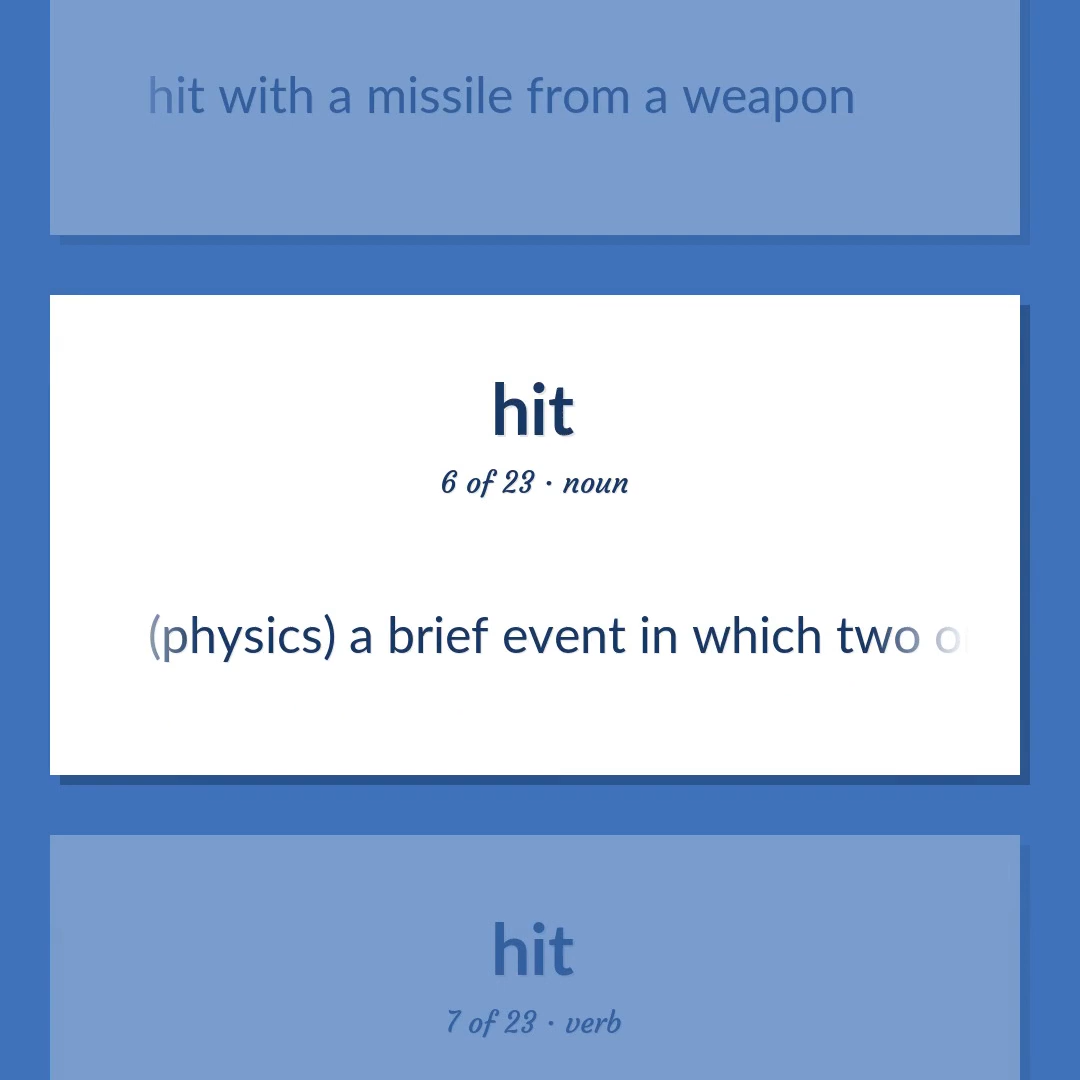 hit with a missile from a weapon
hit
6 of 23 · noun
(physics) a brief event in which two
hit
7 of 23 · verb